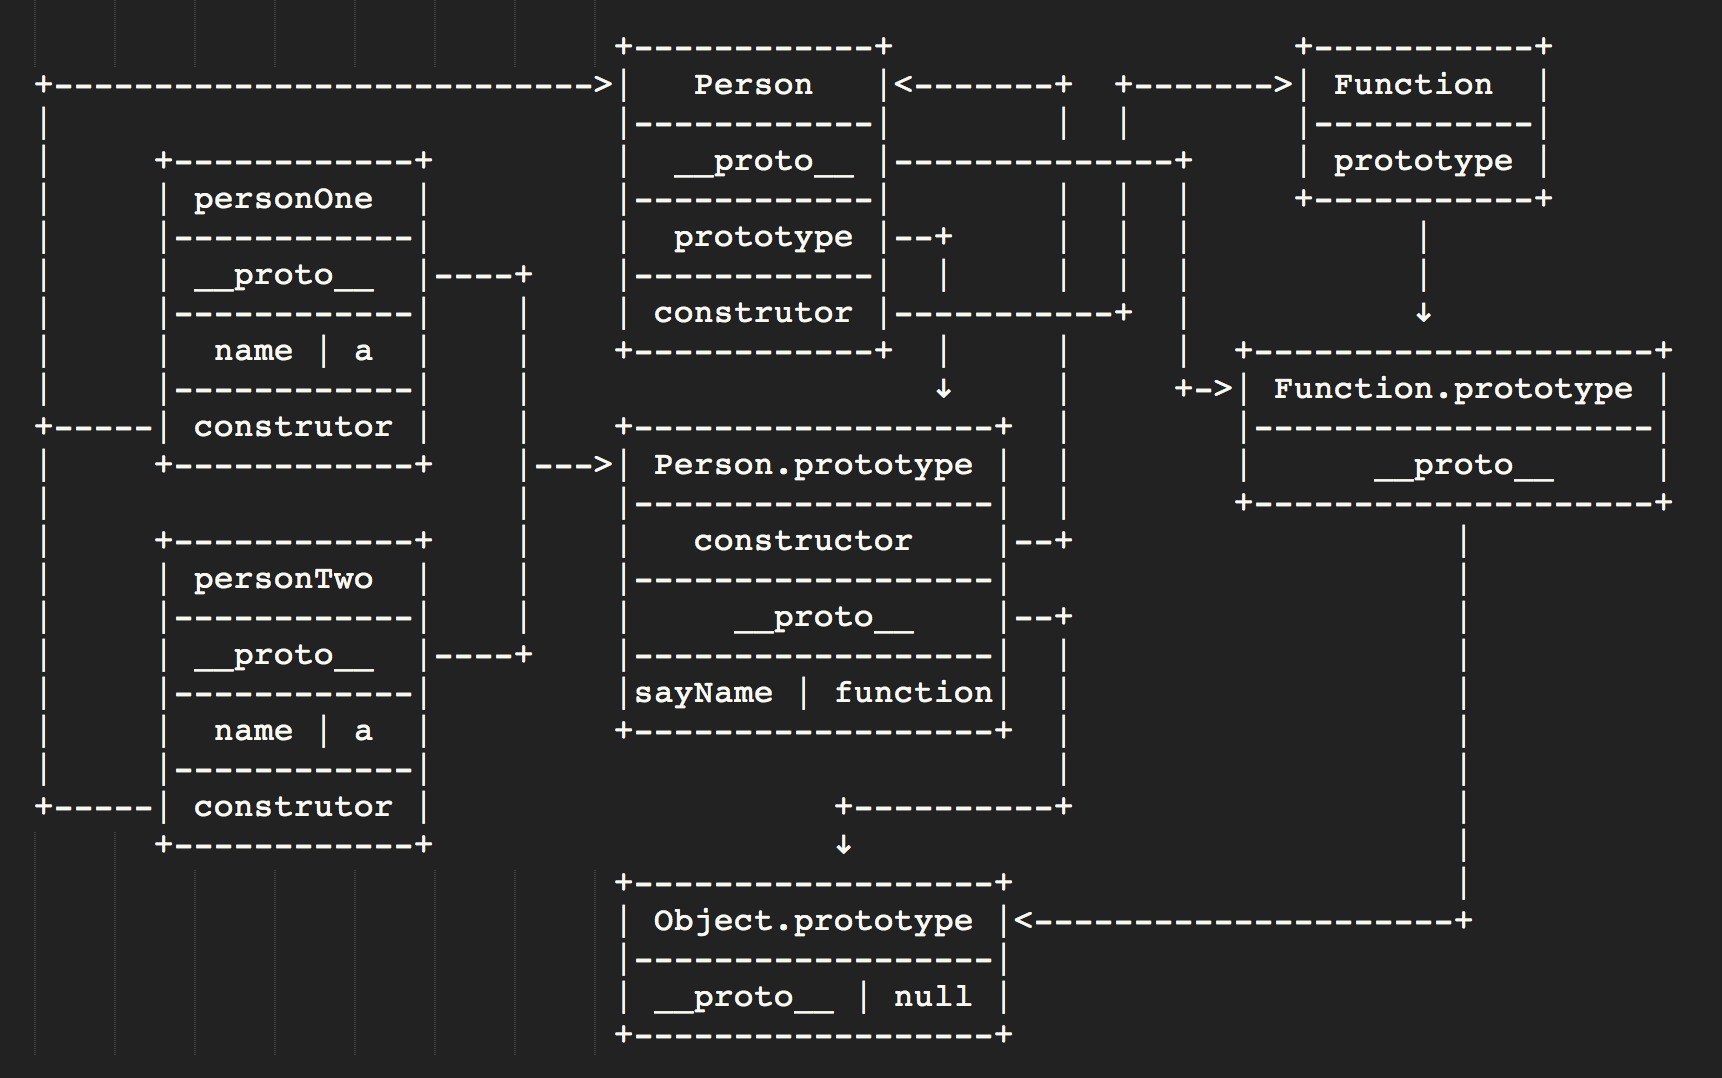 Person
__proto__
prototype
construtor
Function
prototype
personOne
__proto__
name | a
construtor
personTwo
__proto__
name | a
construtor
Person.prototype
constructor
__proto__
sayName | function
Function.prototype
__proto__
Object.prototype
__proto__ | null